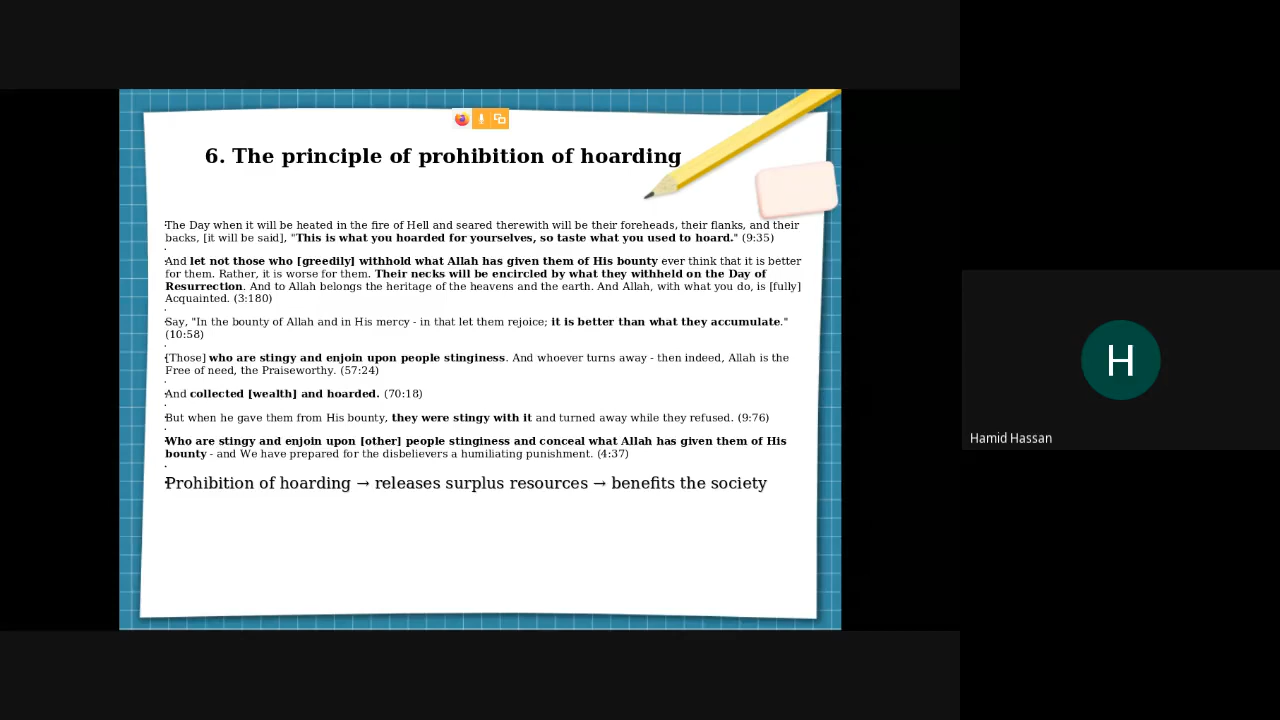 6. The principle of prohibition of hoarding
The Day when it will be heated in the fire of Hell and seared therewith will be their foreheads, their flanks, and their
backs, [it will be said], "This is what you hoarded for yourselves, so taste what you used to hoard." (9:35)
And let not those who [greedily] withhold what Allah has given them of His bounty ever think that it is better
for them. Rather, it is worse for them. Their necks will be encircled by what they withheld on the Day of
Resurrection. And to Allah belongs the heritage of the heavens and the earth. And Allah, with what you do, is [fully]
Acquainted. (3:180)
Say, "In the bounty of Allah and in His mercy - in that let them rejoice; it is better than what they accumulate."
(10:58)
[Those] who are stingy and enjoin upon people stinginess. And whoever turns away - then indeed, Allah is the
Free of need, the Praiseworthy. (57:24)
And collected [wealth] and hoarded. (70:18)
But when he gave them from His bounty, they were stingy with it and turned away while they refused. (9:76)
Who are stingy and enjoin upon [other] people stinginess and conceal what Allah has given them of His
bounty - and We have prepared for the disbelievers a humiliating punishment. (4:37)
Prohibition of hoarding → releases surplus resources → benefits the society
H
Hamid Hassan